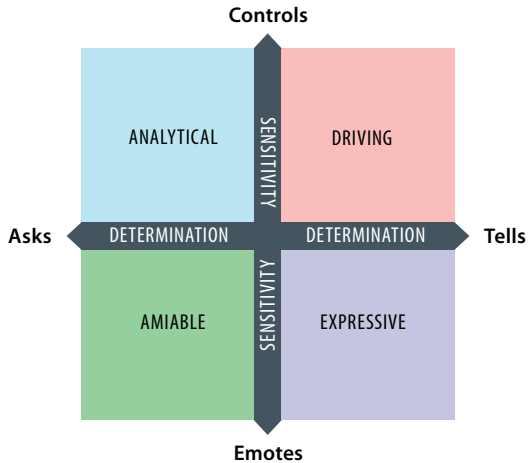 Controls
ANALYTICAL
SENSITIVITY
DRIVING
Asks
DETERMINATION
DETERMINATION
Tells
AMIABLE
SENSITIVITY
EXPRESSIVE
Emotes